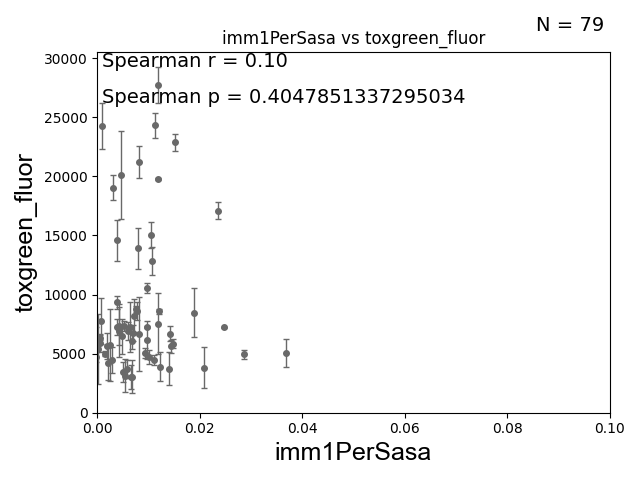 N = 79
imm1PerSasa vs toxgreen_fluor
Spearman r = 0.10
Spearman p = 0.4047851337295034
30000
25000
20000
15000
10000
5000
0
toxgreen_fluor
0.00 0.02 0.04 0.06 0.08 0.10
imm1PerSasa